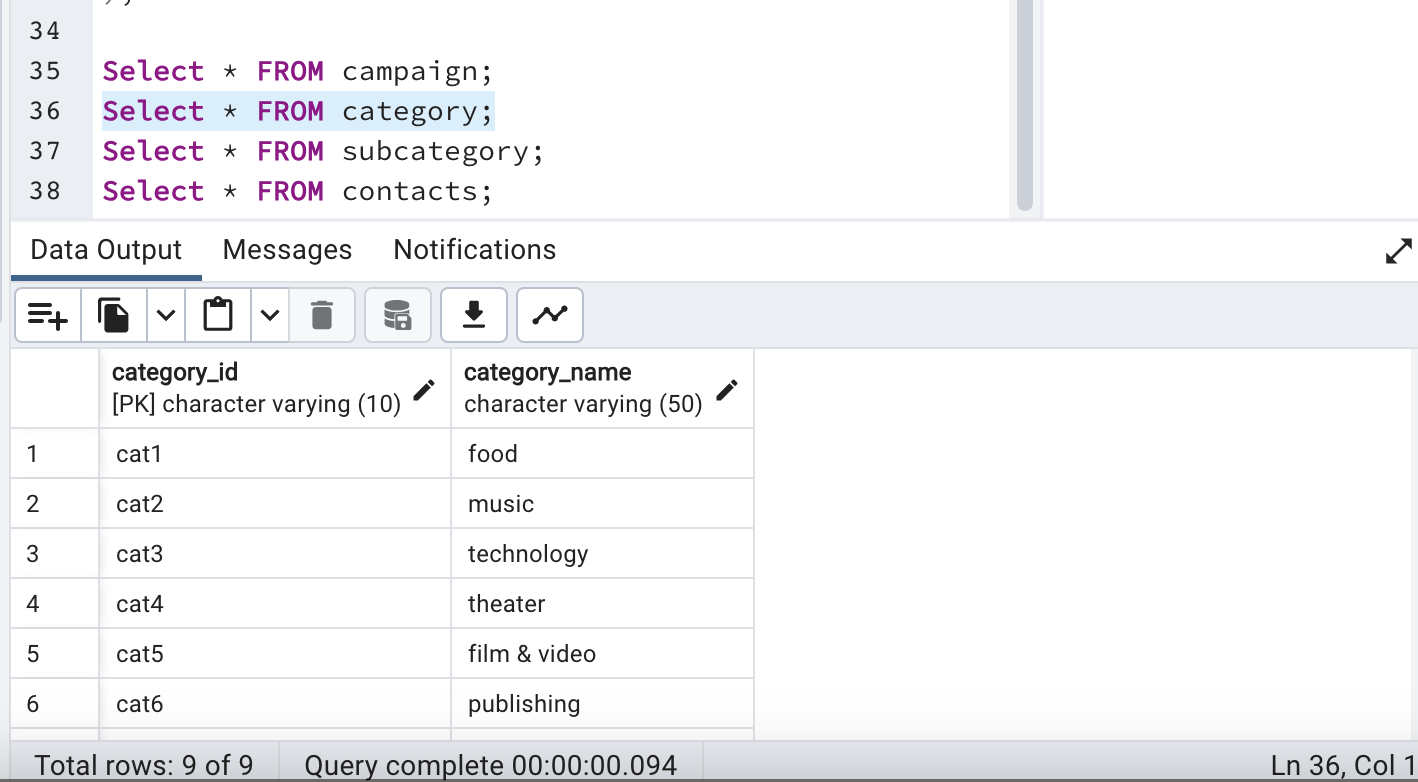 34
35 Select * FROM campaign;
36 Select * FROM category;
37 Select * FROM subcategory;
38 Select * FROM contacts;
Data Output Messages Notifications
category_id category_name
[PK] character varying (10) character varying (50)
1 cat1 food
2 cat2 music
3 cat3 technology
4 cat4 theater
5 cat5 film & video
6 cat6 publishing
Total rows: 9 of 9 Query complete 00:00:00.094 Ln 36, Col 1